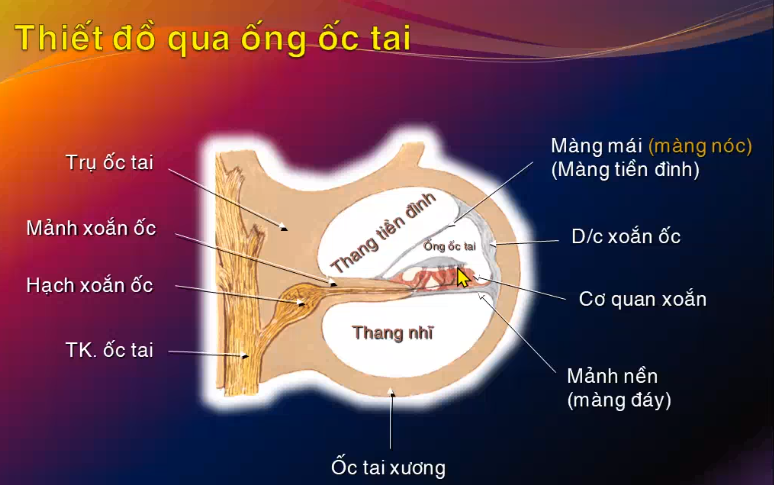 Thiết đồ qua ống ốc tai
Trụ ốc tai
Mảnh xoắn ốc
Hạch xoắn ốc
TK. ốc tai
Thang tiền đình
Ống ốc tai
Thang nhĩ
Màng mái (màng nóc)
(Màng tiền đình)
D/c xoắn ốc
Cơ quan xoắn
Mảnh nền
(màng đáy)
Ốc tai xương